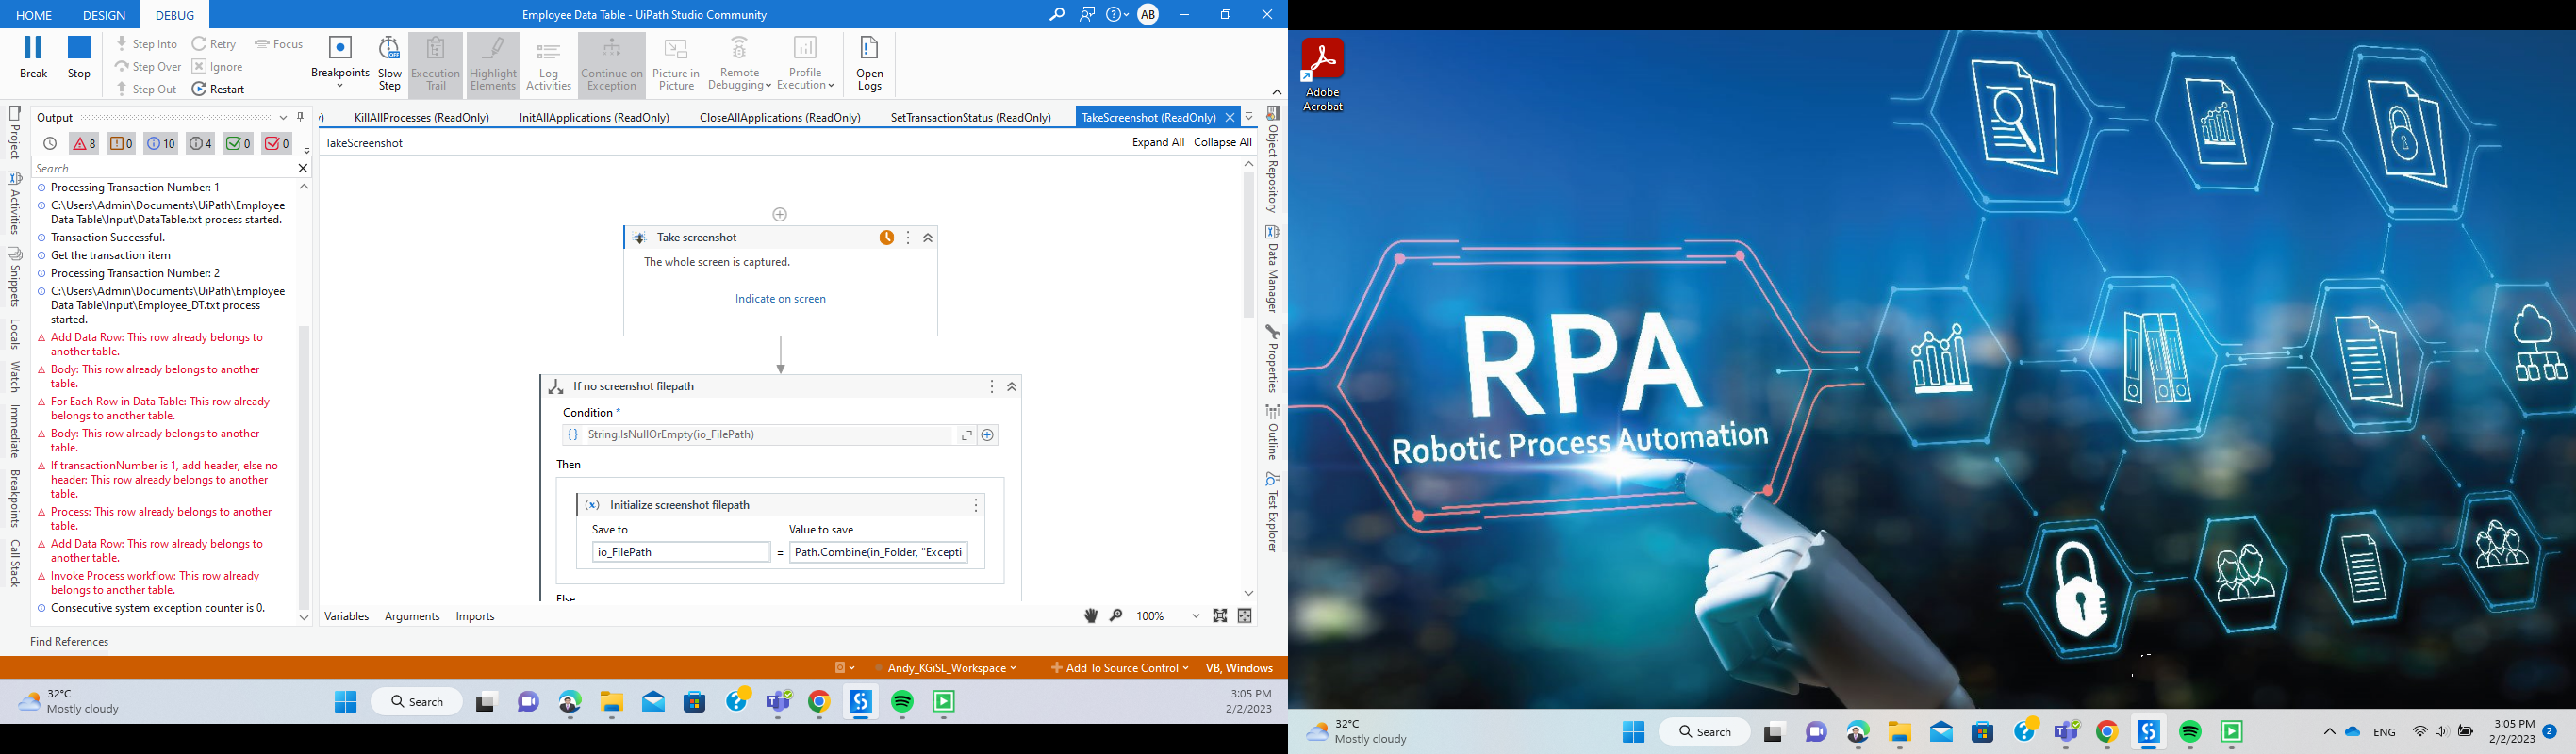 HOME DESIGN DEBUG
Employee Data Table - UiPath Studio Community
AB
Break
Stop
Step Into
Step Over
Step Out
Retry
Ignore
Restart
Focus
Breakpoints
Slow
Step
Execution
Trail
Highlight
Elements
Log
Activities
Continue on
Exception
Picture in
Picture
Remote
Debugging
Profile
Execution
Open
Logs
Project
Activities
Snippets
Locals
Watch
Immediate
Breakpoints
Call Stack
Output
8 0 10 4 0 0
Search
Processing Transaction Number: 1
C:\Users\Admin\Documents\UiPath\Employee
Data Table\Input\DataTable.txt process started.
Transaction Successful.
Get the transaction item
Processing Transaction Number: 2
C:\Users\Admin\Documents\UiPath\Employee
Data Table\Input\Employee_DT.txt process
started.
Add Data Row: This row already belongs to
another table.
Body: This row already belongs to another
table.
For Each Row in Data Table: This row already
belongs to another table.
Body: This row already belongs to another
table.
If transactionNumber is 1, add header, else no
header: This row already belongs to another
table.
Process: This row already belongs to another
table.
Add Data Row: This row already belongs to
another table.
Invoke Process workflow: This row already
belongs to another table.
Consecutive system exception counter is 0.
Find References
KillAllProcesses (ReadOnly) InitAllApplications (ReadOnly) CloseAllApplications (ReadOnly) SetTransactionStatus (ReadOnly) TakeScreenshot (ReadOnly)
TakeScreenshot
Expand All Collapse All
Take screenshot
The whole screen is captured.
Indicate on screen
If no screenshot filepath
Condition *
String.IsNullOrEmpty(io_FilePath)
Then
Initialize screenshot filepath
Save to Value to save
io_FilePath = Path.Combine(in_Folder, "Excepti
Else
Variables Arguments Imports
100%
Object Repository
Data Manager
Properties
Outline
Test Explorer
Andy_KGiSL_Workspace
Add To Source Control
VB, Windows
32°C
Mostly cloudy
Search
3:05 PM
2/2/2023
Adobe
Acrobat
RPA
Robotic Process Automation
32°C
Mostly cloudy
Search
ENG
3:05 PM
2/2/2023
2